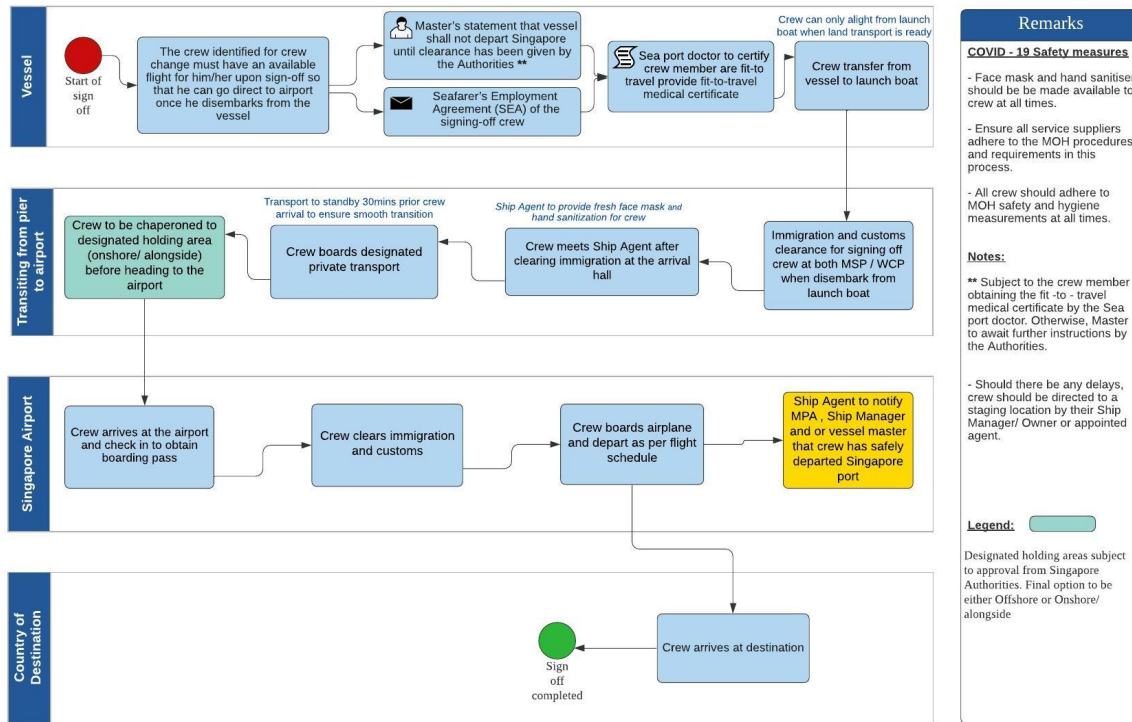 Vessel
Start of
sign
off
The crew identified for crew
change must have an available
flight for him/her upon sign-off so
that he can go direct to airport
once he disembarks from the
vessel
Master's statement that vessel
shall not depart Singapore
until clearance has been given by
the Authorities **
Seafarer's Employment
Agreement (SEA) of the
signing-off crew
Sea port doctor to certify
crew member are fit-to
travel provide fit-to-travel
medical certificate
Crew can only alight from launch
boat when land transport is ready
Crew transfer from
vessel to launch boat
Transiting from pier
to airport
Crew to be chaperoned to
designated holding area
(onshore/ alongside)
before heading to the
airport
Transport to standby 30mins prior crew
arrival to ensure smooth transition
Crew boards designated
private transport
Ship Agent to provide fresh face mask and
hand sanitization for crew
Crew meets Ship Agent after
clearing immigration at the arrival
hall
Immigration and customs
clearance for signing off
crew at both MSP / WCP
when disembark from
launch boat
Singapore Airport
Crew arrives at the airport
and check in to obtain
boarding pass
Crew clears immigration
and customs
Crew boards airplane
and depart as per flight
schedule
Ship Agent to notify
MPA , Ship Manager
and or vessel master
that crew has safely
departed Singapore
port
Country of
Destination
Sign
off
completed
Crew arrives at destination
Remarks
COVID - 19 Safety measures
- Face mask and hand sanitiser
should be be made available to
crew at all times.
- Ensure all service suppliers
adhere to the MOH procedures
and requirements in this
process.
- All crew should adhere to
MOH safety and hygiene
measurements at all times.
Notes:
** Subject to the crew member
obtaining the fit -to - travel
medical certificate by the Sea
port doctor. Otherwise, Master
to await further instructions by
the Authorities.
- Should there be any delays,
crew should be directed to a
staging location by their Ship
Manager/ Owner or appointed
agent.
Legend:
Designated holding areas subject
to approval from Singapore
Authorities. Final option to be
either Offshore or Onshore/
alongside